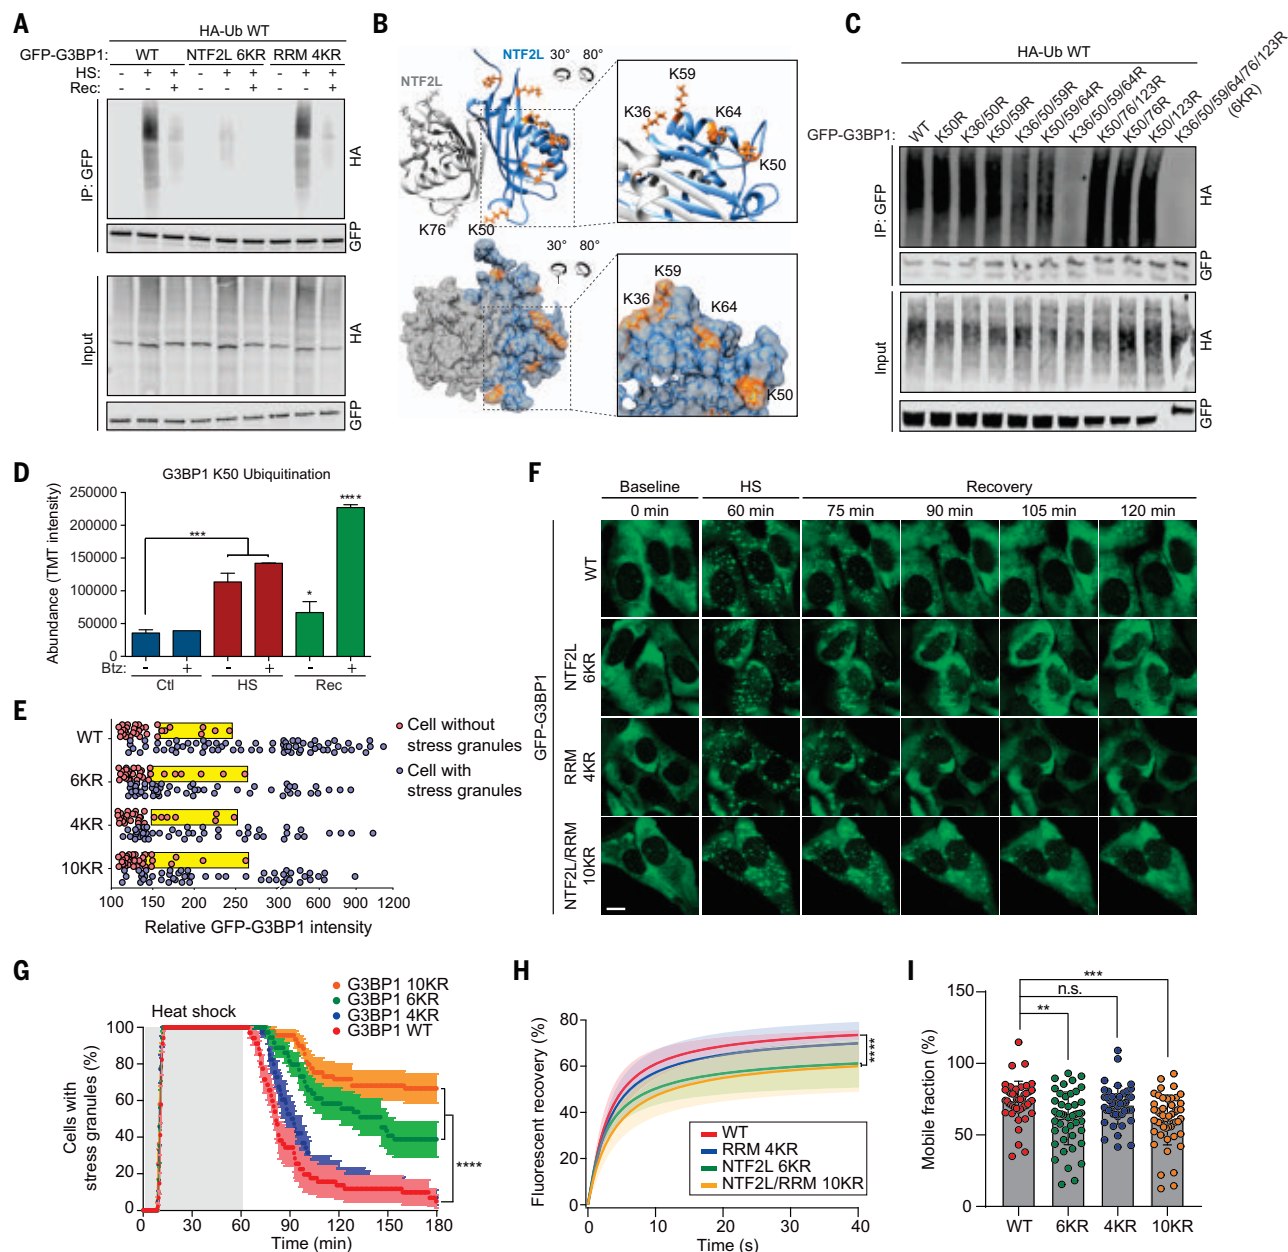 A
HA-Ub WT
GFP-G3BP1: WT NTF2L 6KR RRM 4KR
HS: - + + - + + - + +
Rec: - - + - - + - - +
IP: GFP
HA
GFP
Input
HA
GFP
B
NTF2L
NTF2L
30° 80°
K76
K50
K59
K36
K64
K50
30° 80°
K59
K36
K64
K50
C
HA-Ub WT
GFP-G3BP1:
WT
K50R
K36/50R
K50/59R
K36/50/59R
K50/59/64R
K36/50/59/64R
K50/76/123R
K50/76R
K50/123R
K36/50/59/64/76/123R
(6KR)
IP: GFP
HA
GFP
Input
HA
GFP
D
G3BP1 K50 Ubiquitination
Abundance (TMT intensity)
250000
200000
150000
100000
50000
0
***
*
****
Btz: - + - + - +
Ctl HS Rec
E
WT
6KR
4KR
10KR
Cell without
stress granules
Cell with
stress granules
100 150 200 250 300 600 900 1200
Relative GFP-G3BP1 intensity
F
Baseline HS Recovery
0 min 60 min 75 min 90 min 105 min 120 min
GFP-G3BP1
WT
NTF2L
6KR
RRM
4KR
NTF2L/RRM
10KR
G
G3BP1 10KR
G3BP1 6KR
G3BP1 4KR
G3BP1 WT
Heat shock
Cells with
stress granules (%)
100
80
60
40
20
0
****
0 30 60 90 120 150 180
Time (min)
H
Fluorescent recovery (%)
80
60
40
20
0
****
WT
RRM 4KR
NTF2L 6KR
NTF2L/RRM 10KR
0 10 20 30 40
Time (s)
I
Mobile fraction (%)
150
100
50
0
***
n.s.
**
WT 6KR 4KR 10KR